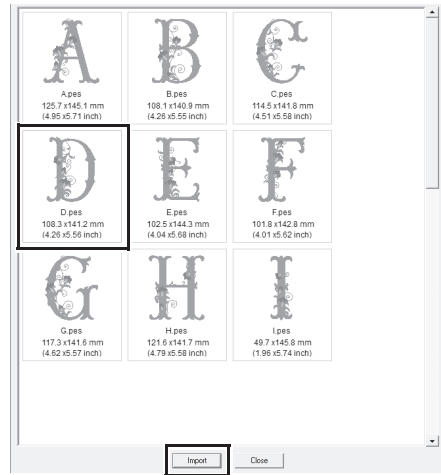 A
B
C
A.pes
125.7 x145.1 mm
(4.95 x5.71 inch)
B.pes
108.1 x140.9 mm
(4.26 x5.55 inch)
C.pes
114.5 x141.8 mm
(4.51 x5.58 inch)
D
E
F
D.pes
108.3 x141.2 mm
(4.26 x5.56 inch)
E.pes
102.5 x144.3 mm
(4.04 x5.68 inch)
F.pes
101.8 x142.8 mm
(4.01 x5.62 inch)
G
H
I
G.pes
117.3 x141.6 mm
(4.62 x5.57 inch)
H.pes
121.6 x141.7 mm
(4.79 x5.58 inch)
I.pes
49.7 x145.8 mm
(1.96 x5.74 inch)
Import
Close